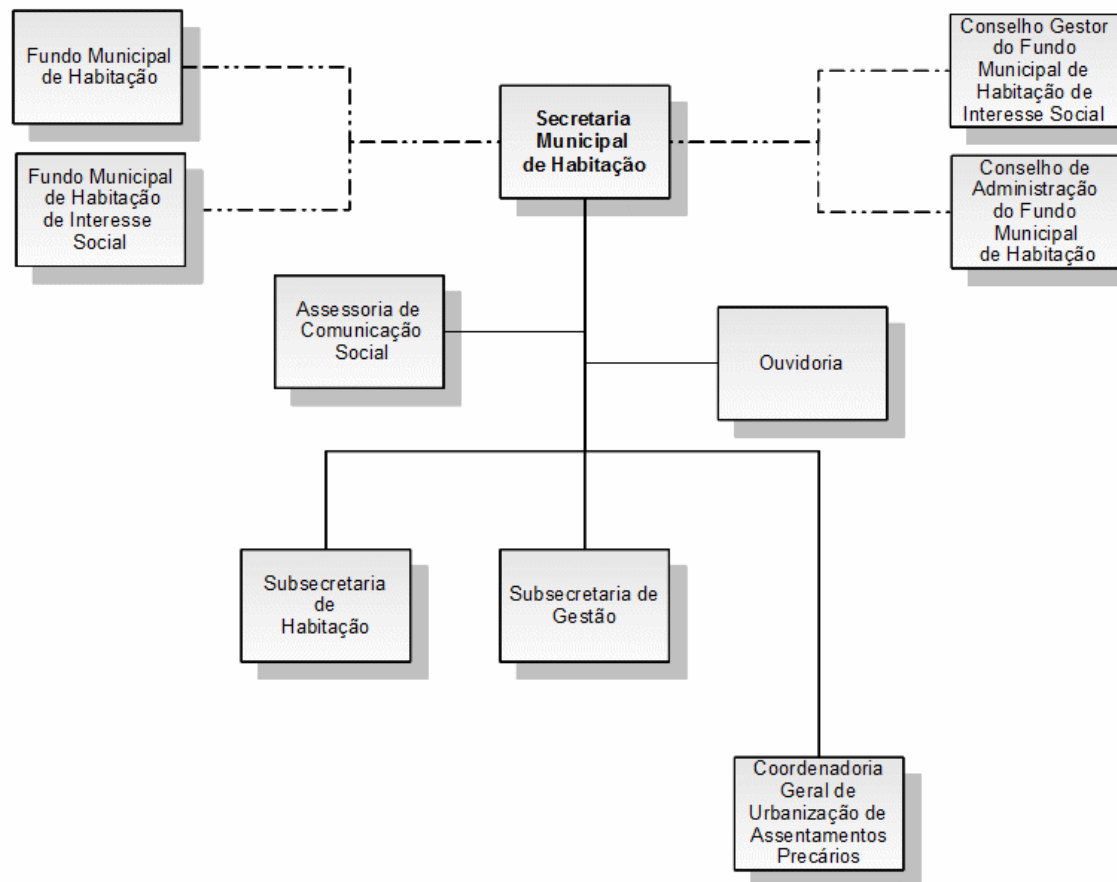 Fundo Municipal
de Habitação
Fundo Municipal
de Habitação
de Interesse
Social
Secretaria
Municipal
de Habitação
Conselho Gestor
do Fundo
Municipal de
Habitação de
Interesse Social
Conselho de
Administração
do Fundo
Municipal
de Habitação
Assessoria de
Comunicação
Social
Ouvidoria
Subsecretaria
de
Habitação
Subsecretaria de
Gestão
Coordenadoria
Geral de
Urbanização de
Assentamentos
Precários